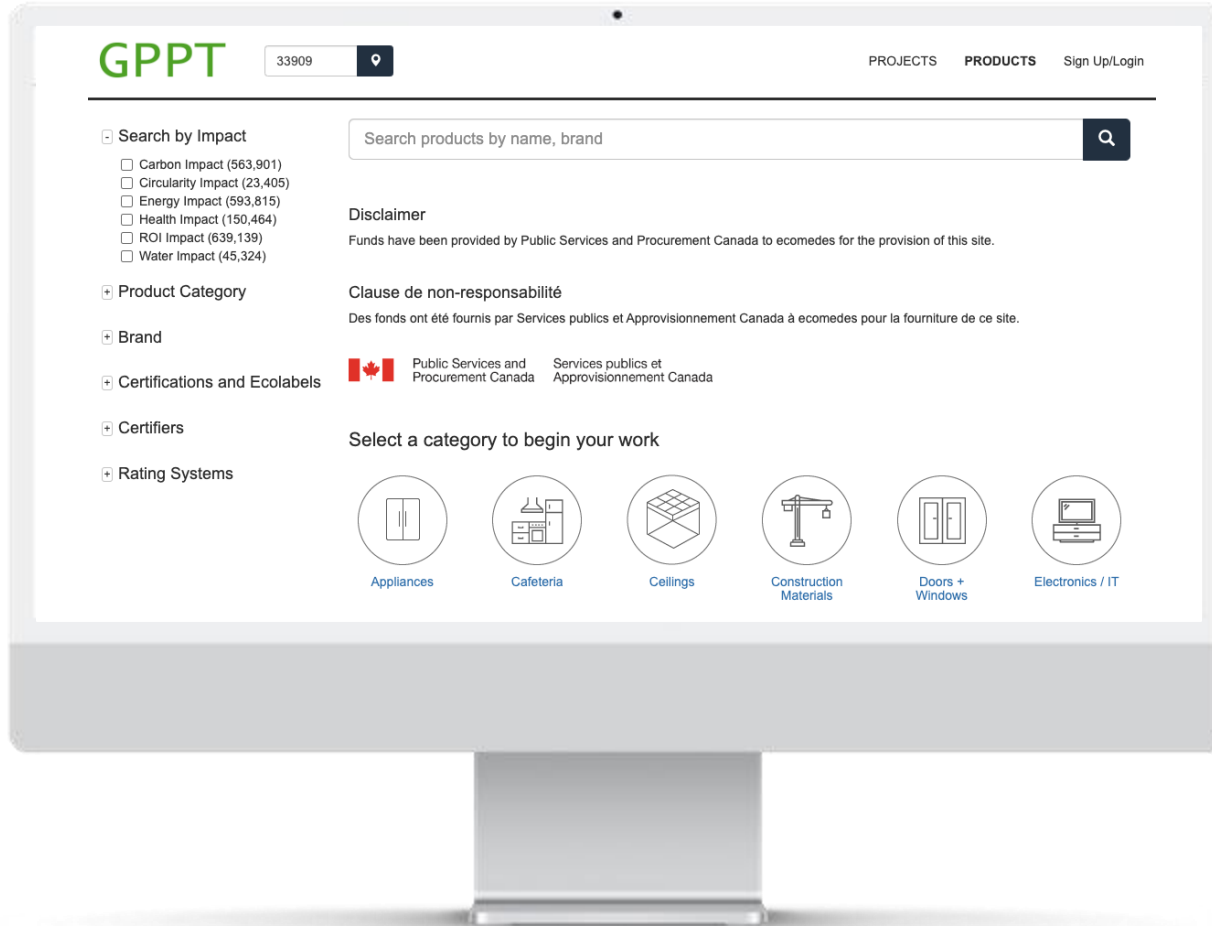 GPPT
33909
PROJECTS PRODUCTS Sign Up/Login
- Search by Impact
Carbon Impact (563,901)
Circularity Impact (23,405)
Energy Impact (593,815)
Health Impact (150,464)
ROI Impact (639,139)
Water Impact (45,324)
+ Product Category
+ Brand
+ Certifications and Ecolabels
+ Certifiers
+ Rating Systems
Search products by name, brand
Disclaimer
Funds have been provided by Public Services and Procurement Canada to ecomedes for the provision of this site.
Clause de non-responsabilité
Des fonds ont été fournis par Services publics et Approvisionnement Canada à ecomedes pour la fourniture de ce site.
Public Services and
Procurement Canada
Services publics et
Approvisionnement Canada
Select a category to begin your work
Appliances
Cafeteria
Ceilings
Construction
Materials
Doors +
Windows
Electronics / IT